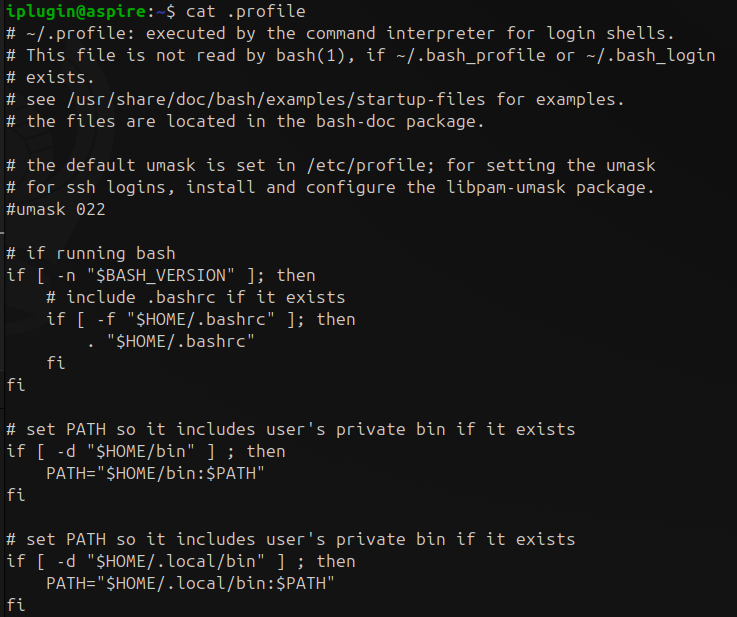 iplugin@aspire:~$ cat .profile
# ~/.profile: executed by the command interpreter for login shells.
# This file is not read by bash(1), if ~/.bash_profile or ~/.bash_login
# exists.
# see /usr/share/doc/bash/examples/startup-files for examples.
# the files are located in the bash-doc package.

# the default umask is set in /etc/profile; for setting the umask
# for ssh logins, install and configure the libpam-umask package.
#umask 022

# if running bash
if [ -n "$BASH_VERSION" ]; then
    # include .bashrc if it exists
    if [ -f "$HOME/.bashrc" ]; then
        . "$HOME/.bashrc"
    fi
fi

# set PATH so it includes user's private bin if it exists
if [ -d "$HOME/bin" ] ; then
    PATH="$HOME/bin:$PATH"
fi

# set PATH so it includes user's private bin if it exists
if [ -d "$HOME/.local/bin" ] ; then
    PATH="$HOME/.local/bin:$PATH"
fi